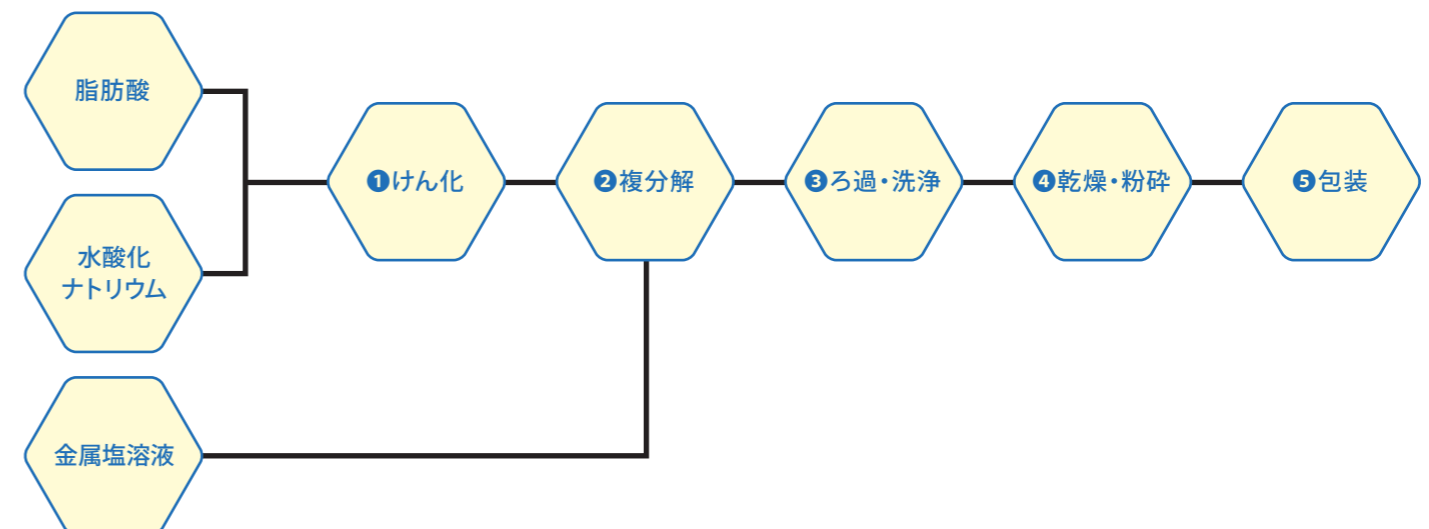 脂肪酸
水酸化
ナトリウム
金属塩溶液
❶けん化
❷複分解
❸ろ過・洗浄
❹乾燥・粉砕
❺包装